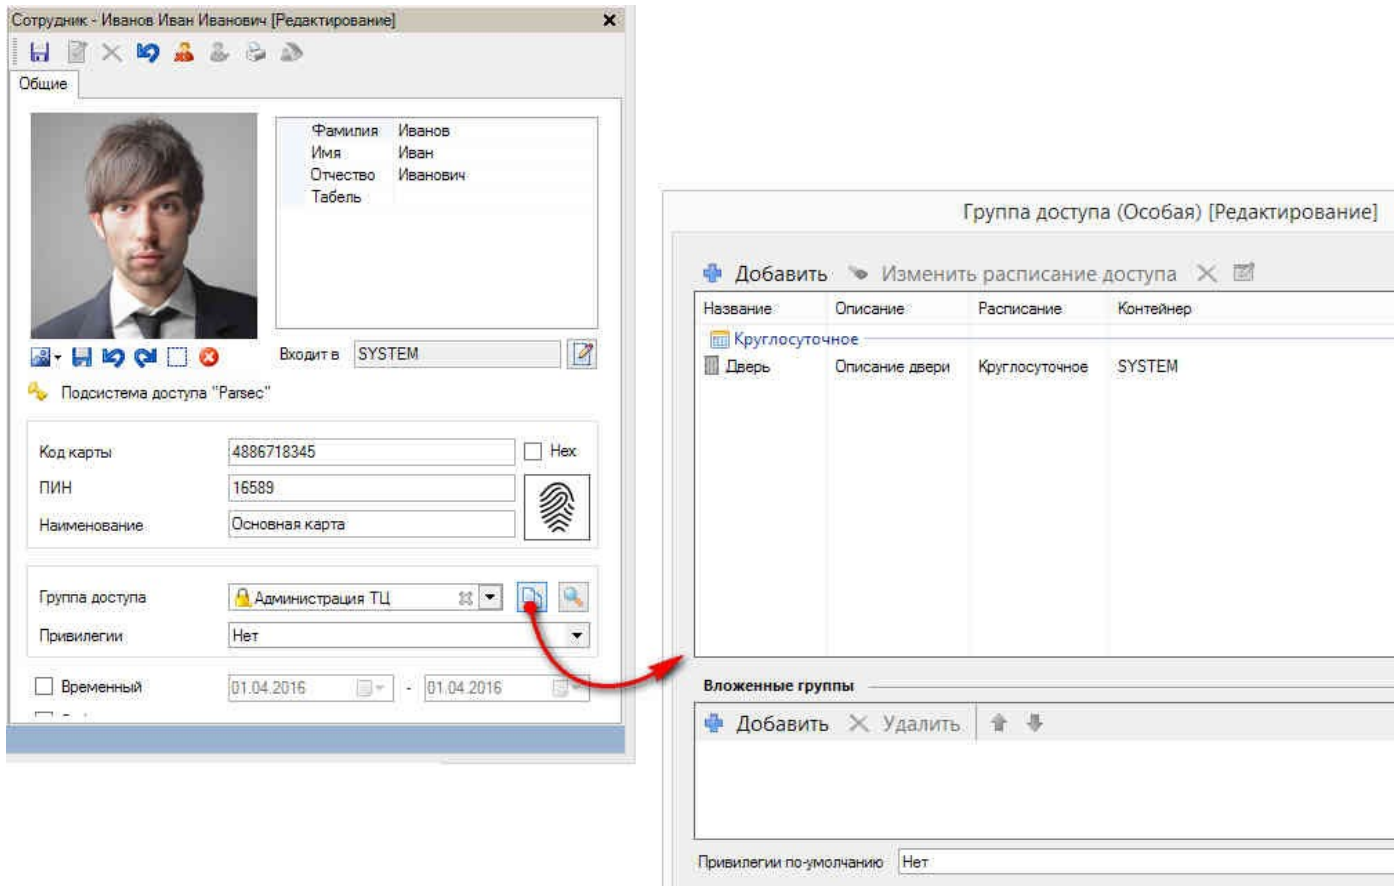 Сотрудник - Иванов Иван Иванович [Редактирование]
Общие
Фамилия Иванов
Имя Иван
Отчество Иванович
Табель
Входит в SYSTEM
Подсистема доступа "Parsec"
Код карты 4886718345 Hex
ПИН 16589
Наименование Основная карта
Группа доступа Администрация ТЦ
Привилегии Нет
Временный 01.04.2016 - 01.04.2016
Группа доступа (Особая) [Редактирование]
Добавить Изменить расписание доступа
Название Описание Расписание Контейнер
Круглосуточное
Дверь Описание двери Круглосуточное SYSTEM
Вложенные группы
Добавить Удалить
Привилегии по-умолчанию Нет